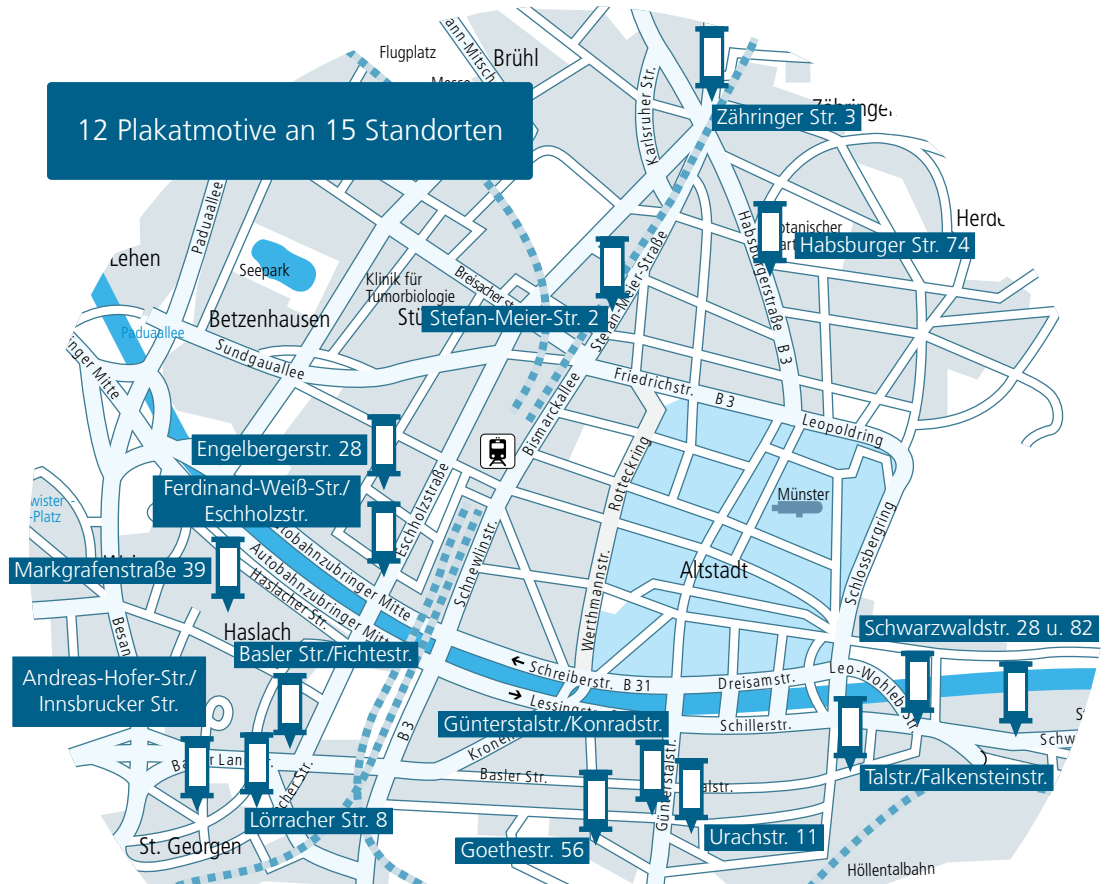 Flugplatz
Brühl
12 Plakatmotive an 15 Standorten
Karlsruher Str.
Zähringer Str. 3
Paduaallee
Habsburgerstraße B 3
Habsburger Str. 74
Seepark
Klinik für
Tumorbiologie
Breisacher
Betzenhausen
Stefan-Meier-Str. 2
Stefan-Meier-Straße
Paduaallee
Sundgauallee
Friedrichstr. B 3
Leopoldring
Bismarckallee
Rotteckring
Engelbergerstr. 28
Ferdinand-Weiß-Str./
Eschholzstr.
Eschholzstraße
Münster
Schnewlinstr.
Schlossbergring
Markgrafenstraße 39
Autobahnzubringer Mitte
Autobahnzubringer Mitte
Haslacher Str.
Werthmannstr.
Altstadt
Haslach
Basler Str./Fichtestr.
Schwarzwaldstr. 28 u. 82
Andreas-Hofer-Str./
Innsbrucker Str.
← Schreiberstr. B 31
Dreisamstr.
Leo-Wohleb-Str.
→ Lessingstr.
Schillerstr.
Günterstalstr./Konradstr.
B 3
Basler Str.
Günterstalstr.
Talstr./Falkensteinstr.
Lörracher Str. 8
Urachstr. 11
Goethestr. 56
St. Georgen
Höllentalbahn